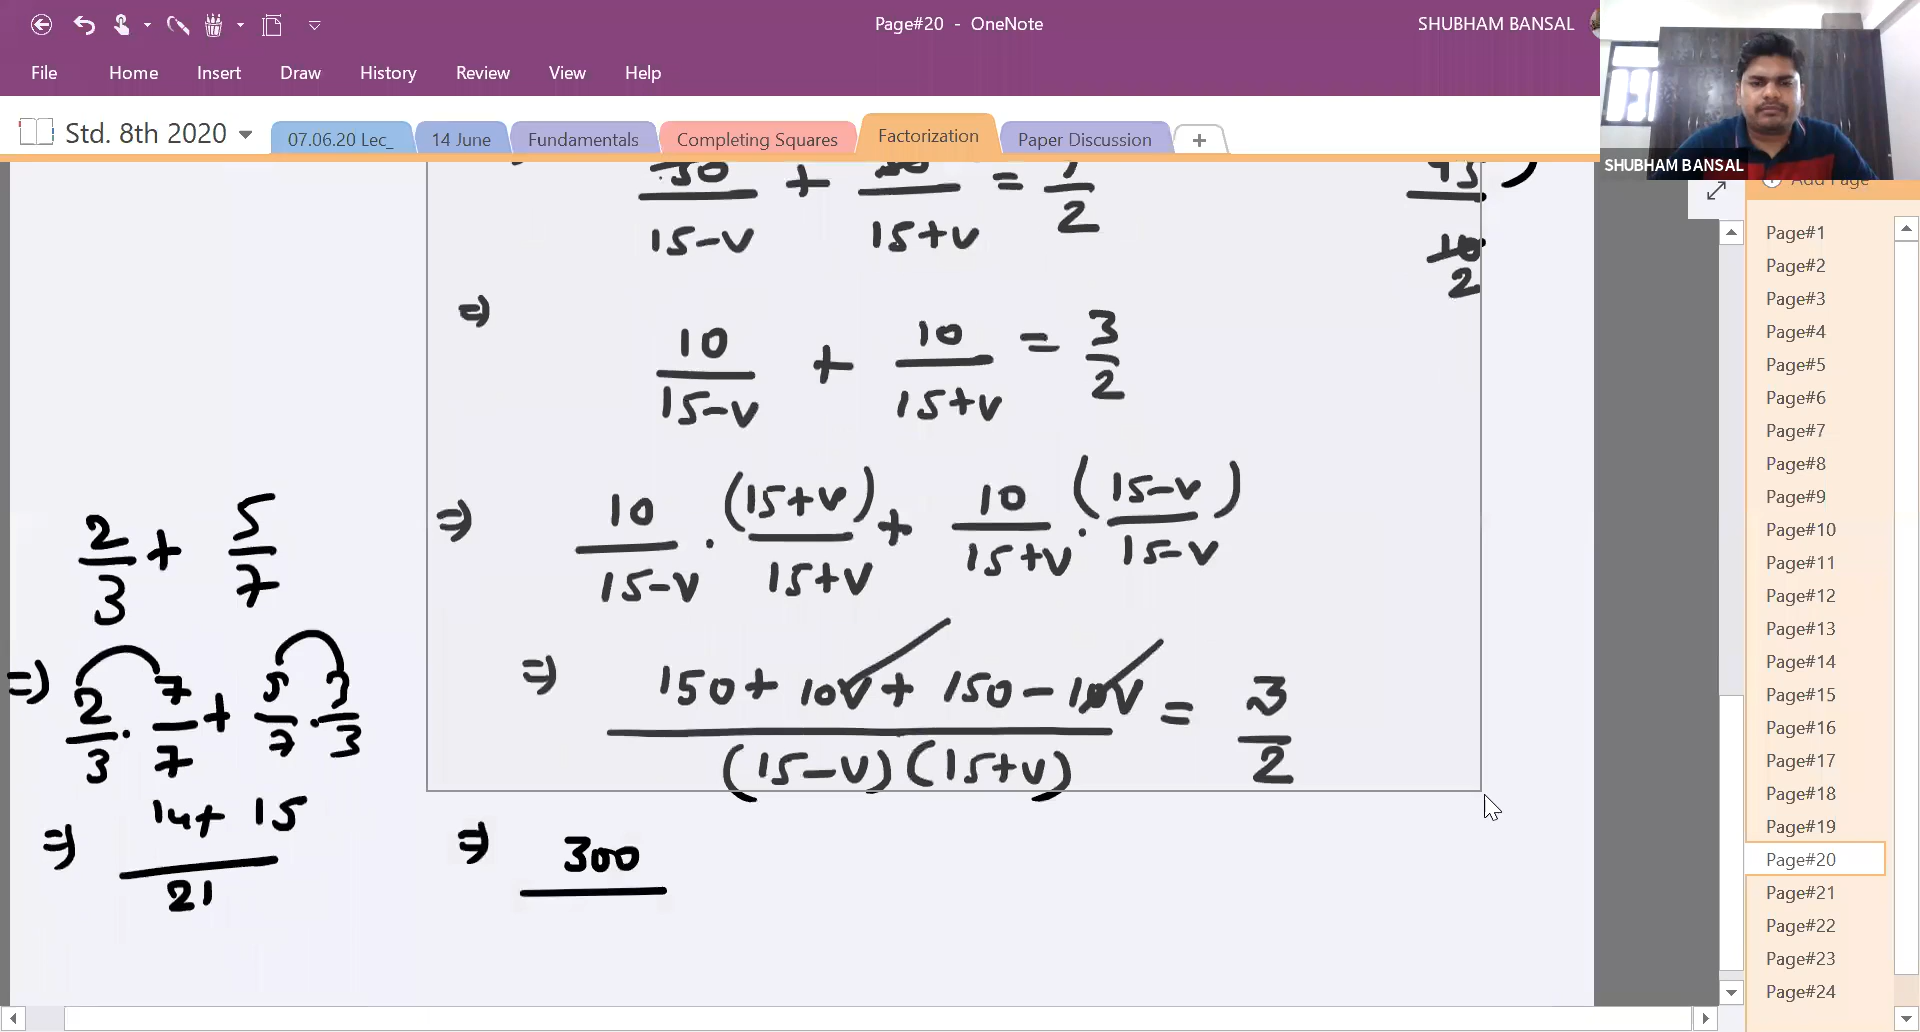 Page#20 - OneNote
SHUBHAM BANSAL
File Home Insert Draw History Review View Help
Std. 8th 2020
07.06.20 Lec_
14 June
Fundamentals
Completing Squares
Factorization
Paper Discussion
+
SHUBHAM BANSAL
Add Page
Page#1
Page#2
Page#3
Page#4
Page#5
Page#6
Page#7
Page#8
Page#9
Page#10
Page#11
Page#12
Page#13
Page#14
Page#15
Page#16
Page#17
Page#18
Page#19
Page#20
Page#21
Page#22
Page#23
Page#24
/(15-v) + /(15+v) = /2
10
2
=> 10/(15-v) + 10/(15+v) = 3/2
=> 10/(15-v) . (15+v)/(15+v) + 10/(15+v) . (15-v)/(15-v)
=> (150 + 10v + 150 - 10v)/((15-v)(15+v)) = 3/2
=> 300
2/3 + 5/7
=> 2/3 . 7/7 + 5/7 . 3/3
=> (14 + 15)/21